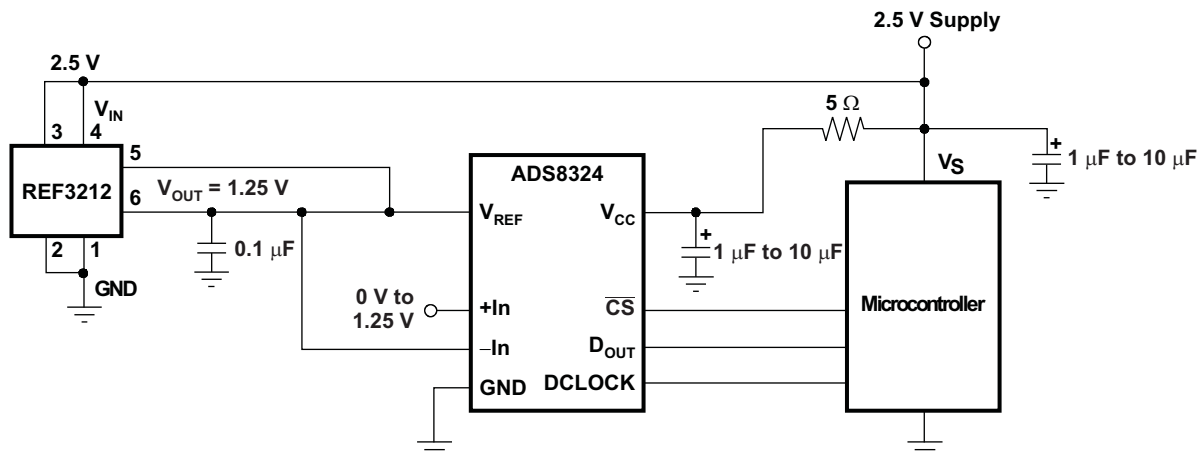 2.5 V Supply
2.5 V
V_IN
3 4
5 Ω
5
REF3212
V_OUT = 1.25 V
6
2 1
GND
0.1 μF
ADS8324
V_REF
V_CC
+
1 μF to 10 μF
0 V to
1.25 V
+In
–In
GND
C̅S̅
D_OUT
DCLOCK
V_S
+
1 μF to 10 μF
Microcontroller